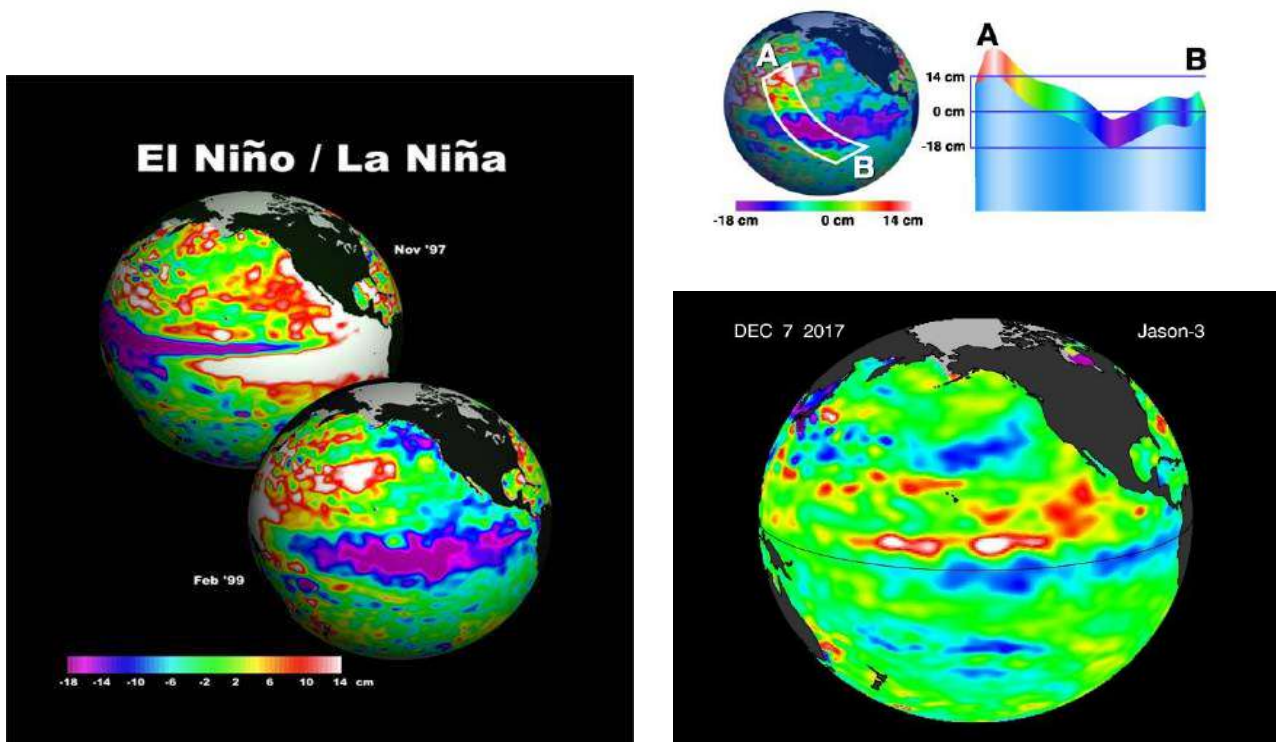 El Niño / La Niña
Nov '97
Feb '99
-18 -14 -10 -6 -2 2 6 10 14 cm
A
B
-18 cm 0 cm 14 cm
A
B
14 cm
0 cm
-18 cm
DEC 7 2017 Jason-3